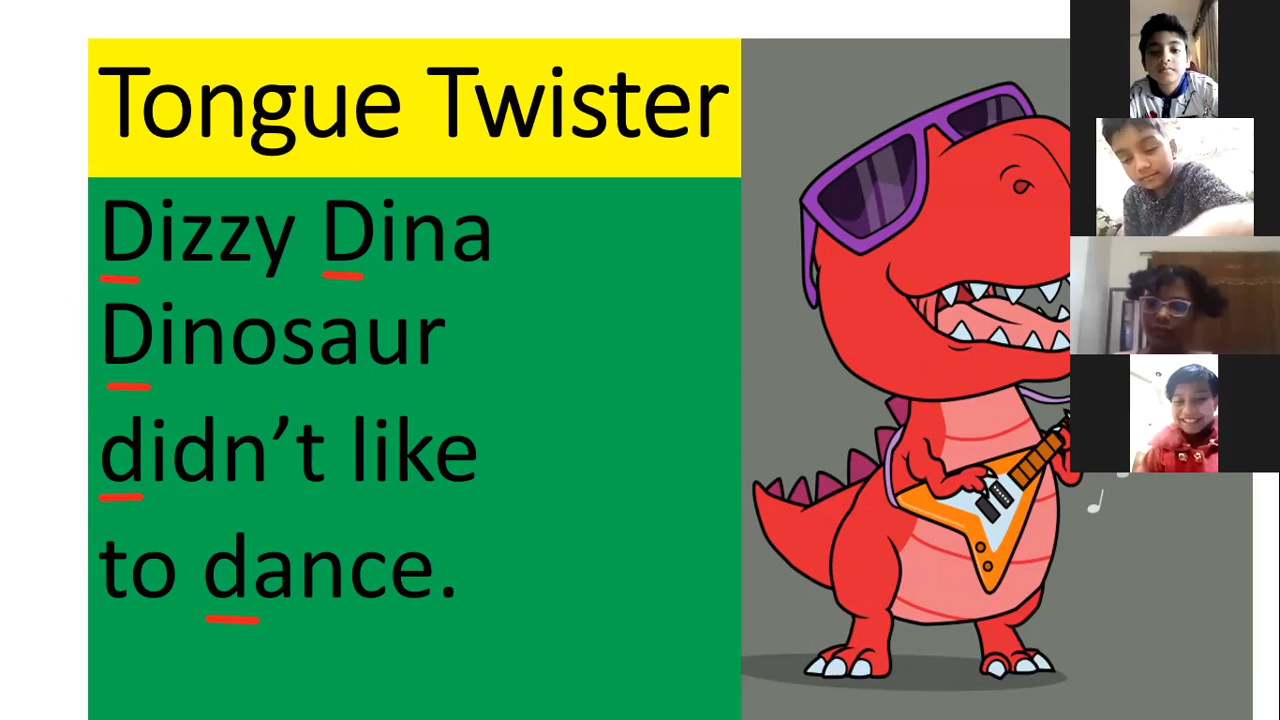 Tongue Twister
Dizzy Dina
Dinosaur
didn’t like
to dance.